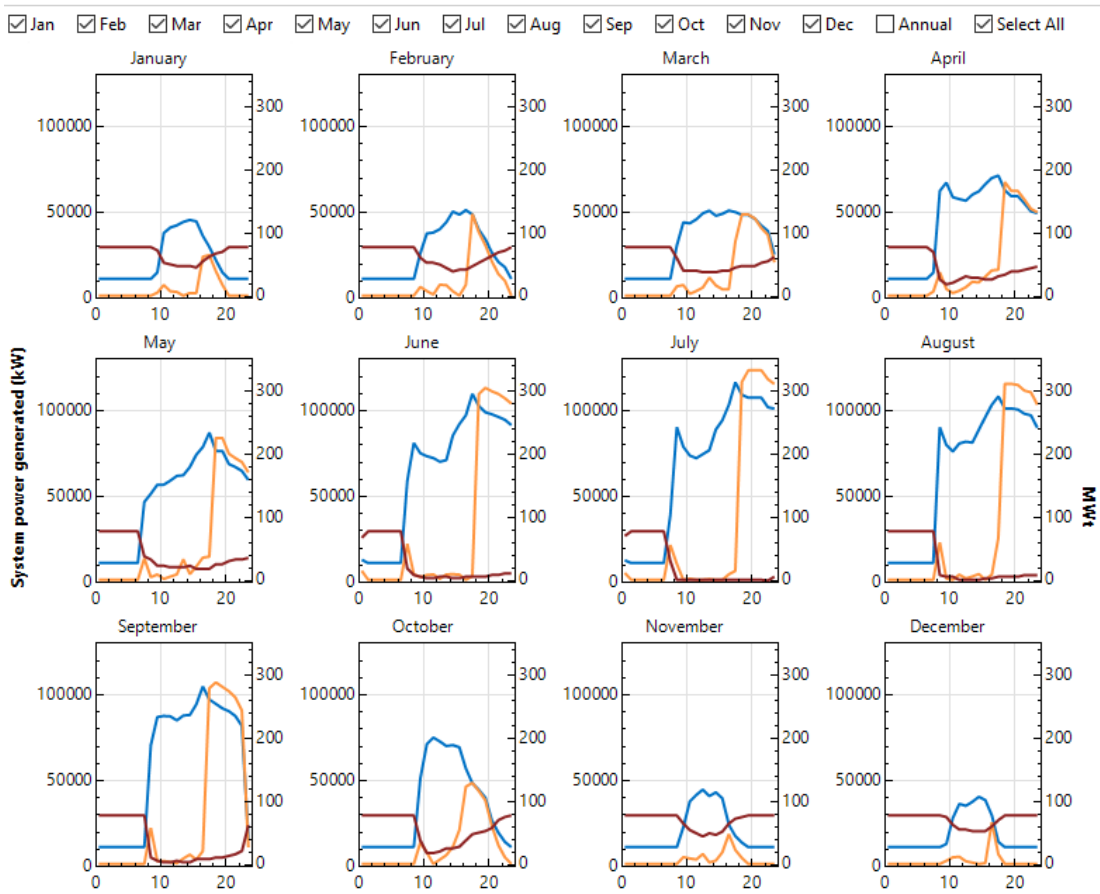 Jan Feb Mar Apr May Jun Jul Aug Sep Oct Nov Dec Annual Select All
January February March April
300 300 300 300
100000 100000 100000 100000
200 200 200 200
50000 50000 50000 50000
100 100 100 100
0 0 0 0 0 0 0 0
0 10 20 0 10 20 0 10 20 0 10 20
May June July August
System power generated (kW)
300 300 300 300
100000 100000 100000 100000
200 200 200 200
50000 50000 50000 50000
100 100 100 100
MWt
0 0 0 0 0 0 0 0
0 10 20 0 10 20 0 10 20 0 10 20
September October November December
300 300 300 300
100000 100000 100000 100000
200 200 200 200
50000 50000 50000 50000
100 100 100 100
0 0 0 0 0 0 0 0
0 10 20 0 10 20 0 10 20 0 10 20